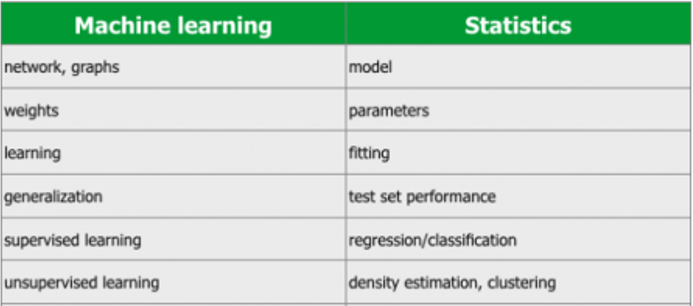 Machine learning Statistics
network, graphs model
weights parameters
learning fitting
generalization test set performance
supervised learning regression/classification
unsupervised learning density estimation, clustering